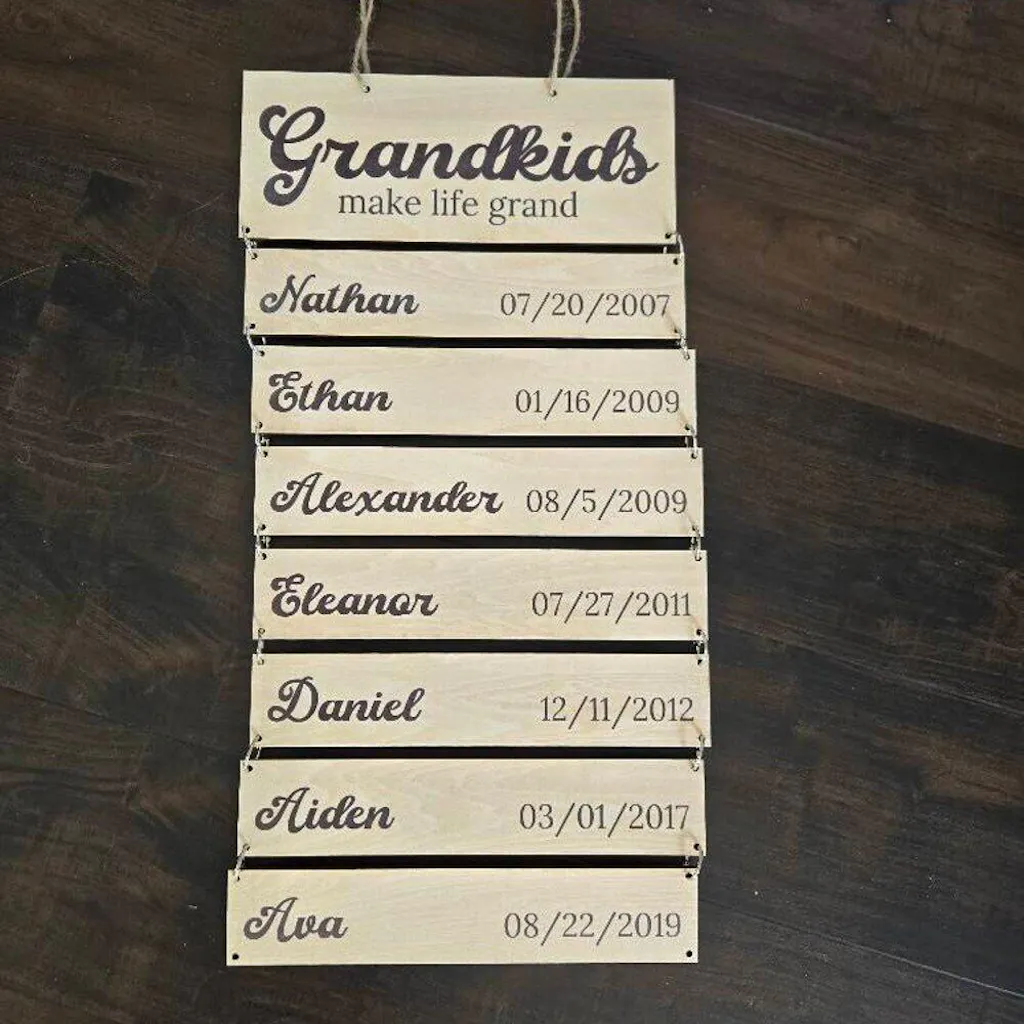 Grandkids
make life grand
Nathan 07/20/2007
Ethan 01/16/2009
Alexander 08/5/2009
Eleanor 07/27/2011
Daniel 12/11/2012
Aiden 03/01/2017
Ava 08/22/2019